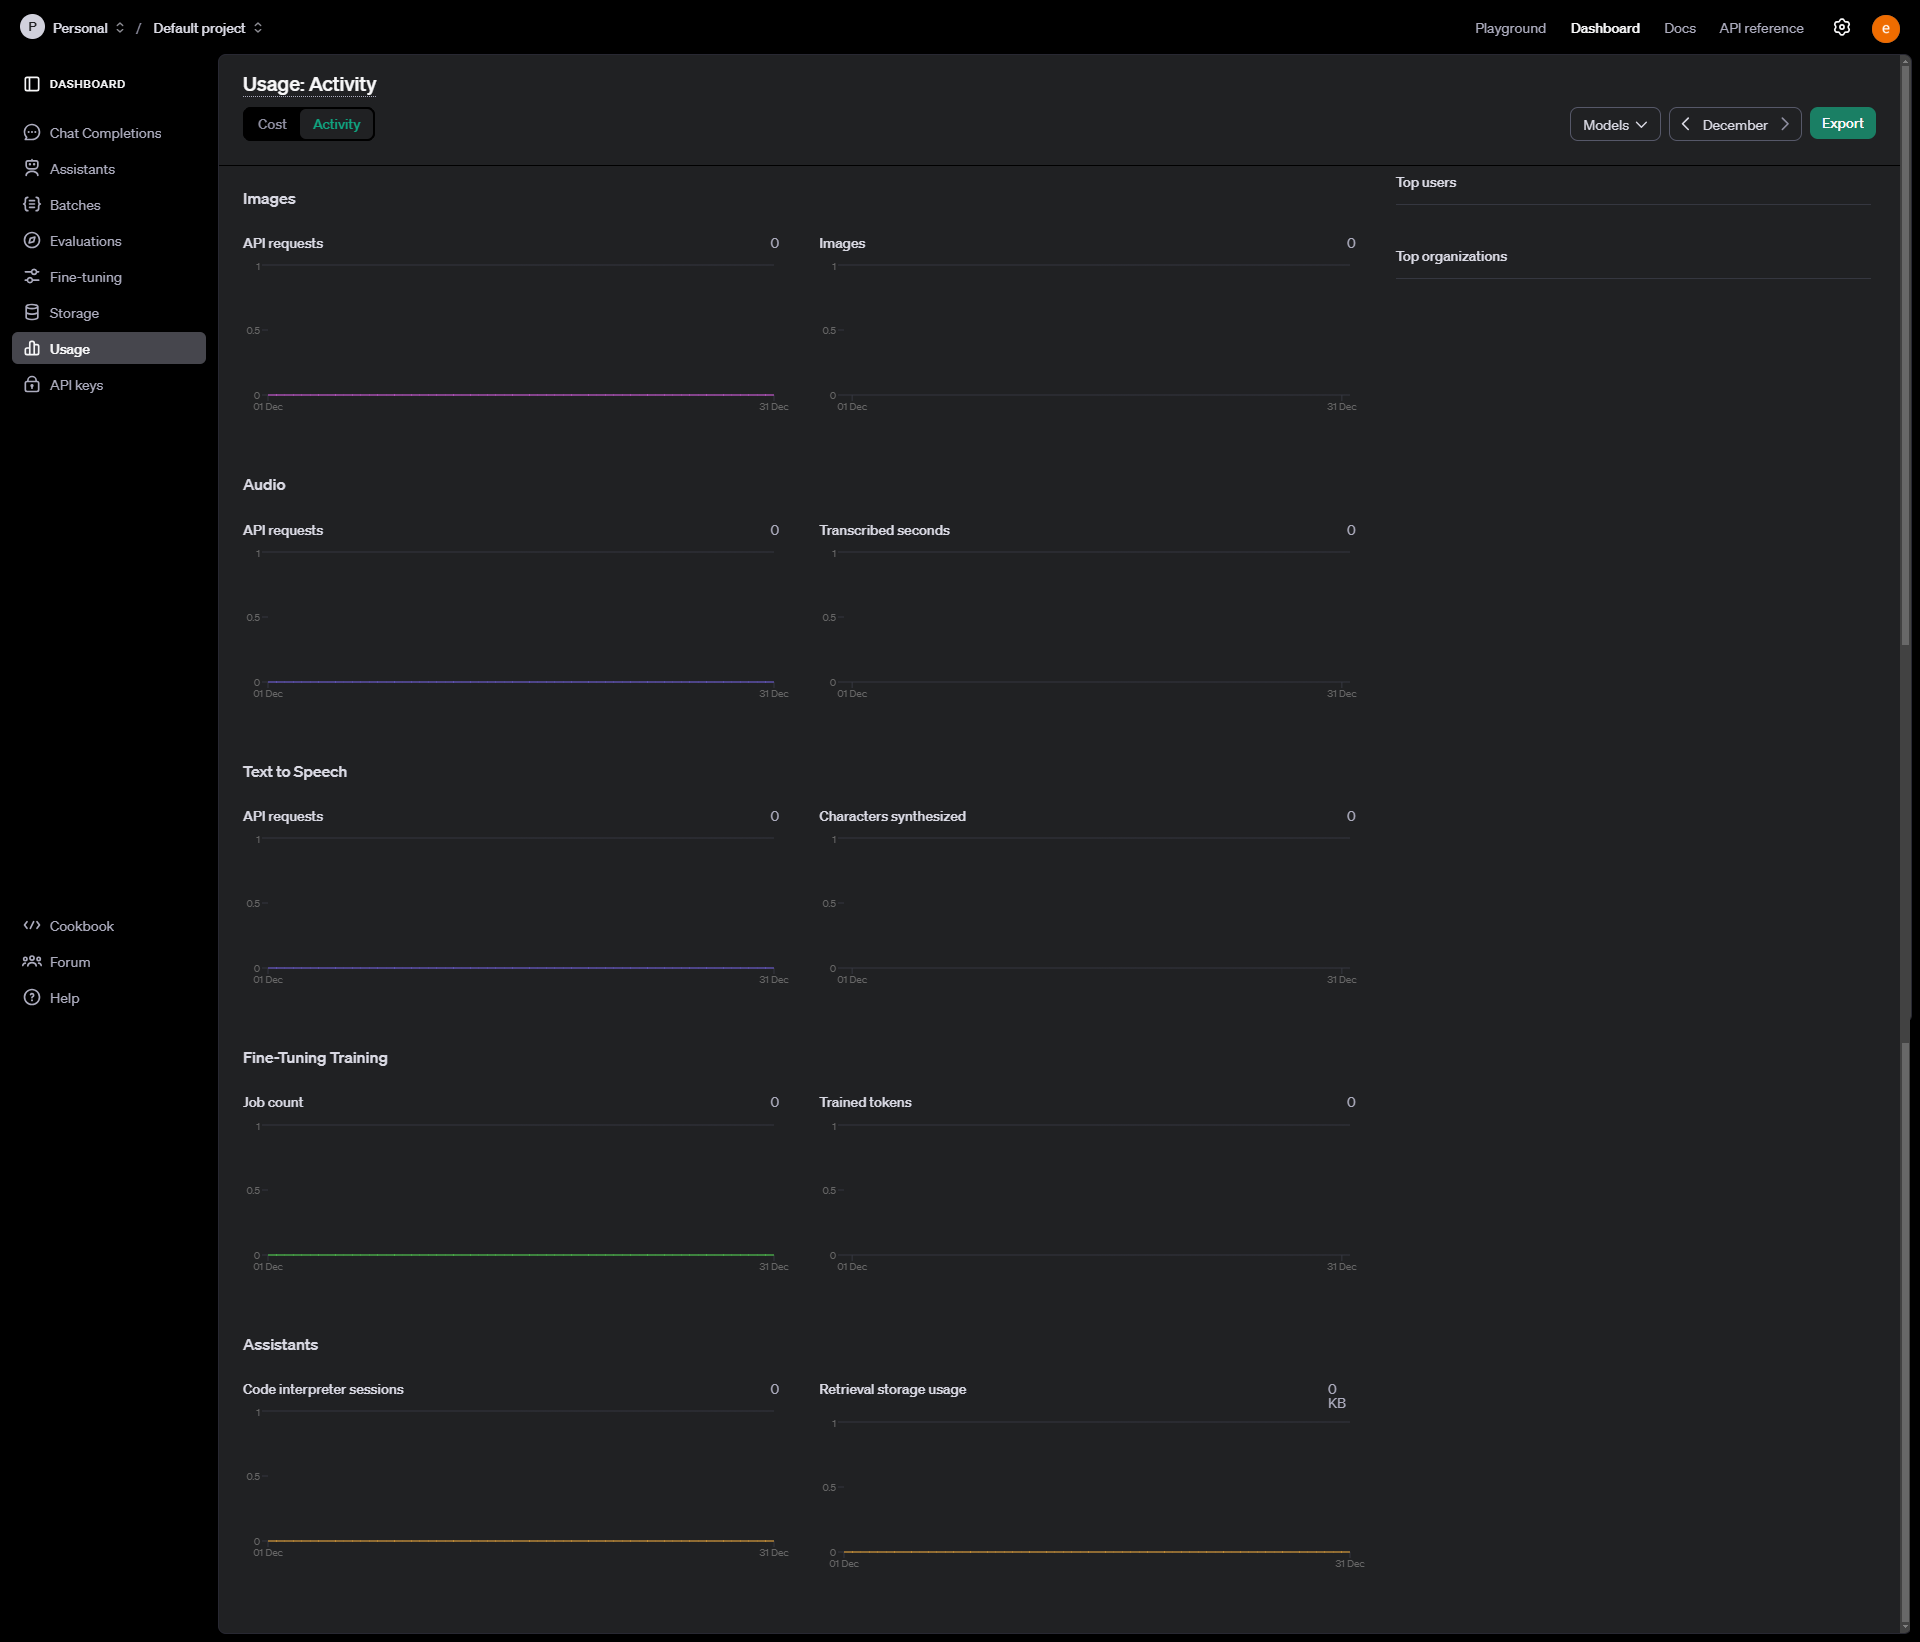 P Personal / Default project
Playground Dashboard Docs API reference e
DASHBOARD
Chat Completions
Assistants
Batches
Evaluations
Fine-tuning
Storage
Usage
API keys
Cookbook
Forum
Help
Usage: Activity
Cost Activity
Models December Export
Images
API requests 0
1
0.5
0
01 Dec 31 Dec
Images 0
1
0.5
0
01 Dec 31 Dec
Audio
API requests 0
1
0.5
0
01 Dec 31 Dec
Transcribed seconds 0
1
0.5
0
01 Dec 31 Dec
Text to Speech
API requests 0
1
0.5
0
01 Dec 31 Dec
Characters synthesized 0
1
0.5
0
01 Dec 31 Dec
Fine-Tuning Training
Job count 0
1
0.5
0
01 Dec 31 Dec
Trained tokens 0
1
0.5
0
01 Dec 31 Dec
Assistants
Code interpreter sessions 0
1
0.5
0
01 Dec 31 Dec
Retrieval storage usage 0
KB
1
0.5
0
01 Dec 31 Dec
Top users
Top organizations